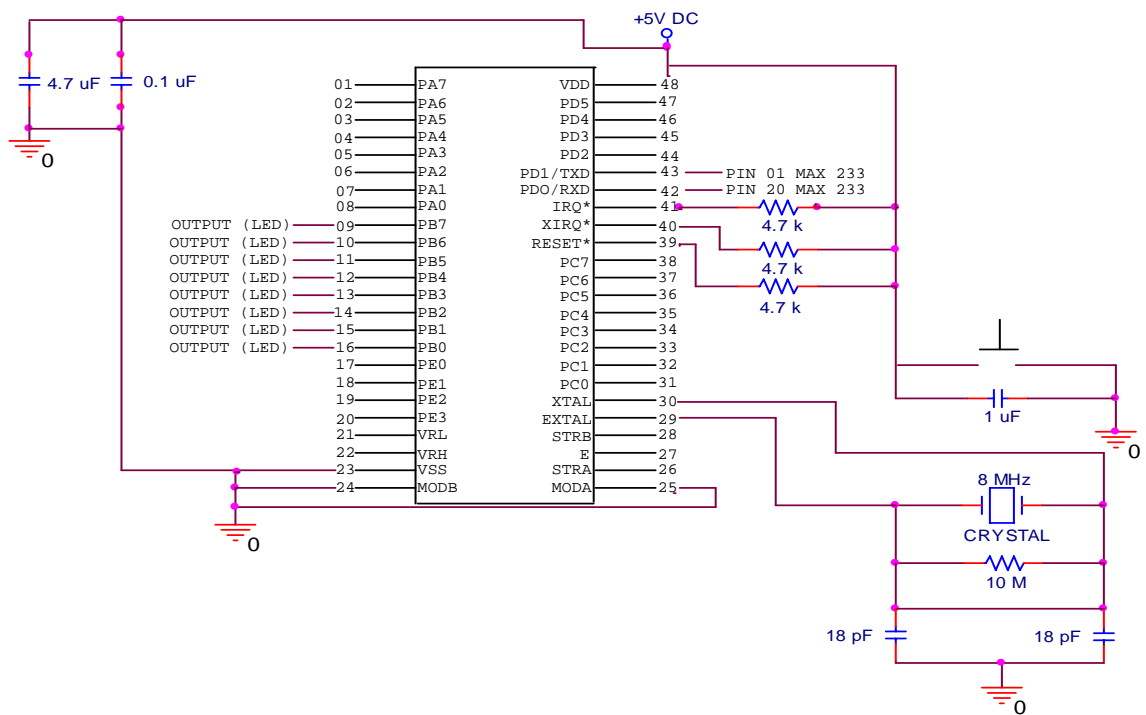 +5V DC
4.7 uF
0.1 uF
0
01 PA7 VDD 48
02 PA6 PD5 47
03 PA5 PD4 46
04 PA4 PD3 45
05 PA3 PD2 44
06 PA2 PD1/TXD 43 PIN 01 MAX 233
07 PA1 PDO/RXD 42 PIN 20 MAX 233
08 PA0 IRQ* 41
4.7 k
OUTPUT (LED) 09 PB7 XIRQ* 40
OUTPUT (LED) 10 PB6 RESET* 39
4.7 k
OUTPUT (LED) 11 PB5 PC7 38
OUTPUT (LED) 12 PB4 PC6 37
OUTPUT (LED) 13 PB3 PC5 36
4.7 k
OUTPUT (LED) 14 PB2 PC4 35
OUTPUT (LED) 15 PB1 PC3 34
OUTPUT (LED) 16 PB0 PC2 33
17 PE0 PC1 32
18 PE1 PC0 31
19 PE2 XTAL 30
20 PE3 EXTAL 29
1 uF
0
21 VRL STRB 28
22 VRH E 27
23 VSS STRA 26
24 MODB MODA 25
0
8 MHz
CRYSTAL
10 M
18 pF
18 pF
0